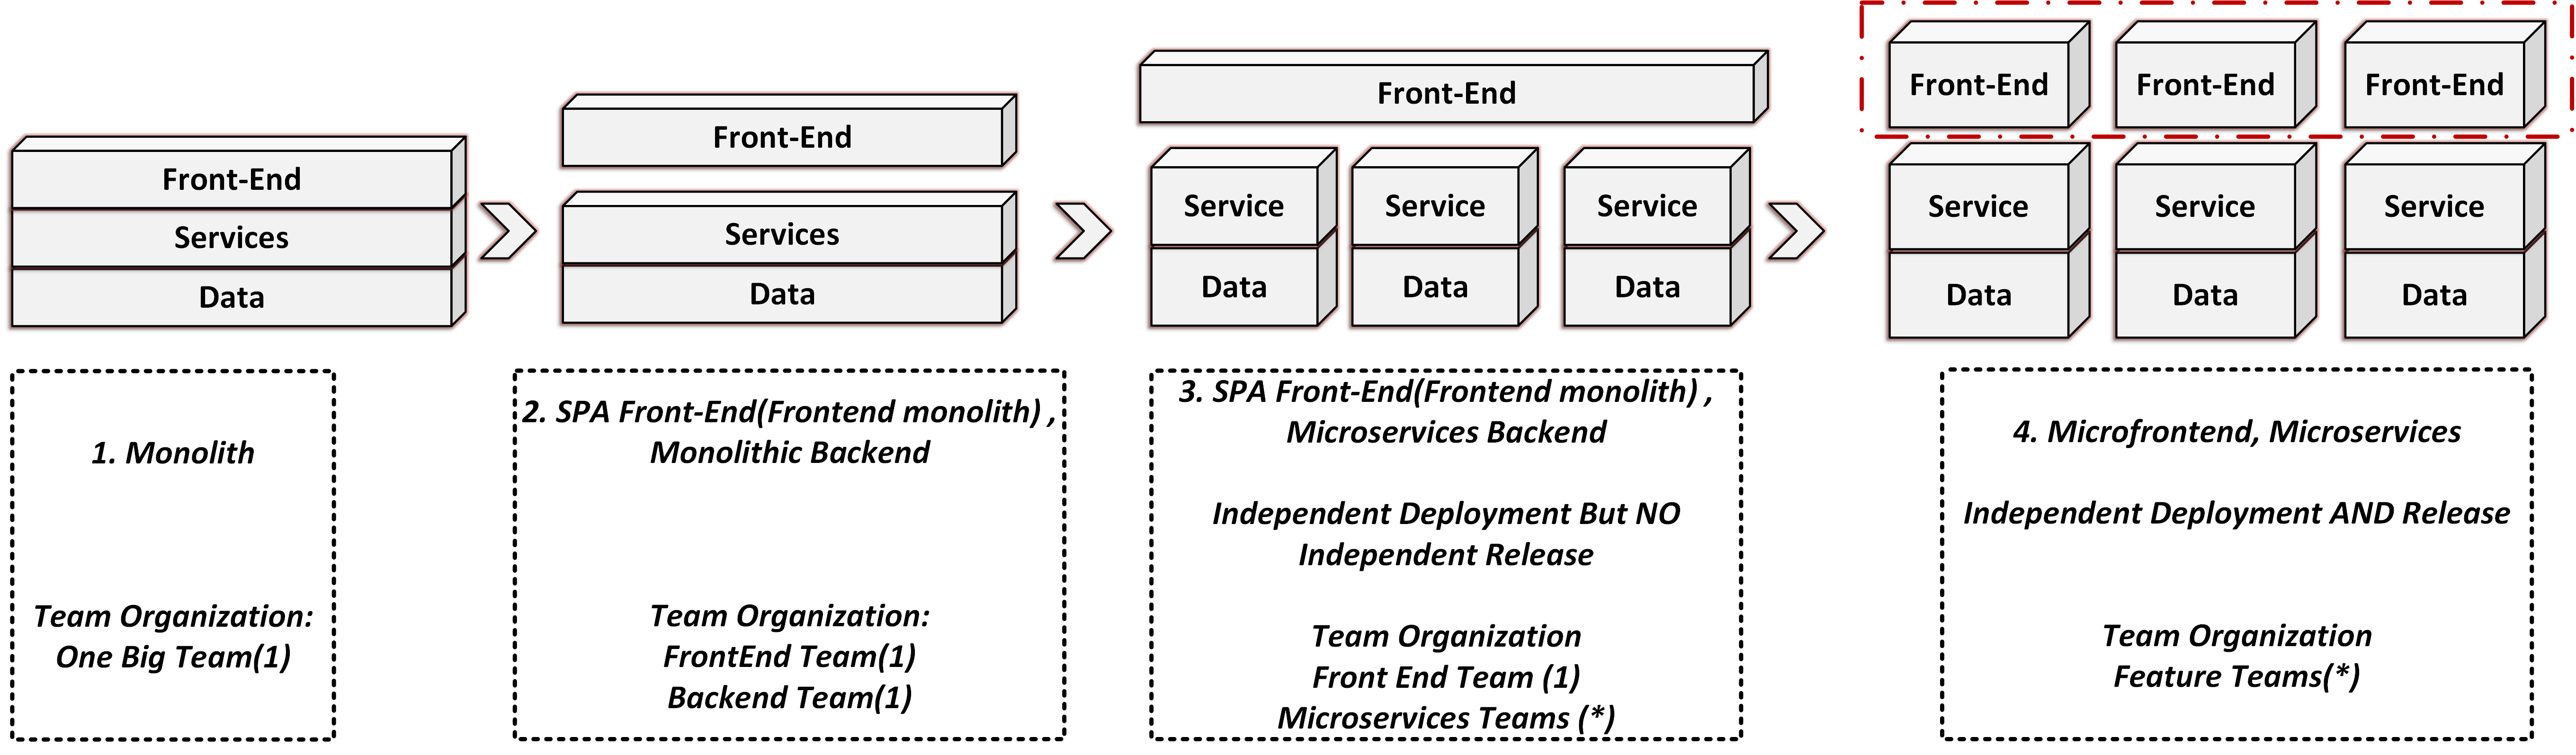 Front-End
Services
Data
Front-End
Services
Data
Front-End
Service
Service
Service
Data
Data
Data
Front-End
Front-End
Front-End
Service
Service
Service
Data
Data
Data
1. Monolith
Team Organization:
One Big Team(1)
2. SPA Front-End(Frontend monolith) ,
Monolithic Backend
Team Organization:
FrontEnd Team(1)
Backend Team(1)
3. SPA Front-End(Frontend monolith) ,
Microservices Backend
Independent Deployment But NO
Independent Release
Team Organization
Front End Team (1)
Microservices Teams (*)
4. Microfrontend, Microservices
Independent Deployment AND Release
Team Organization
Feature Teams(*)